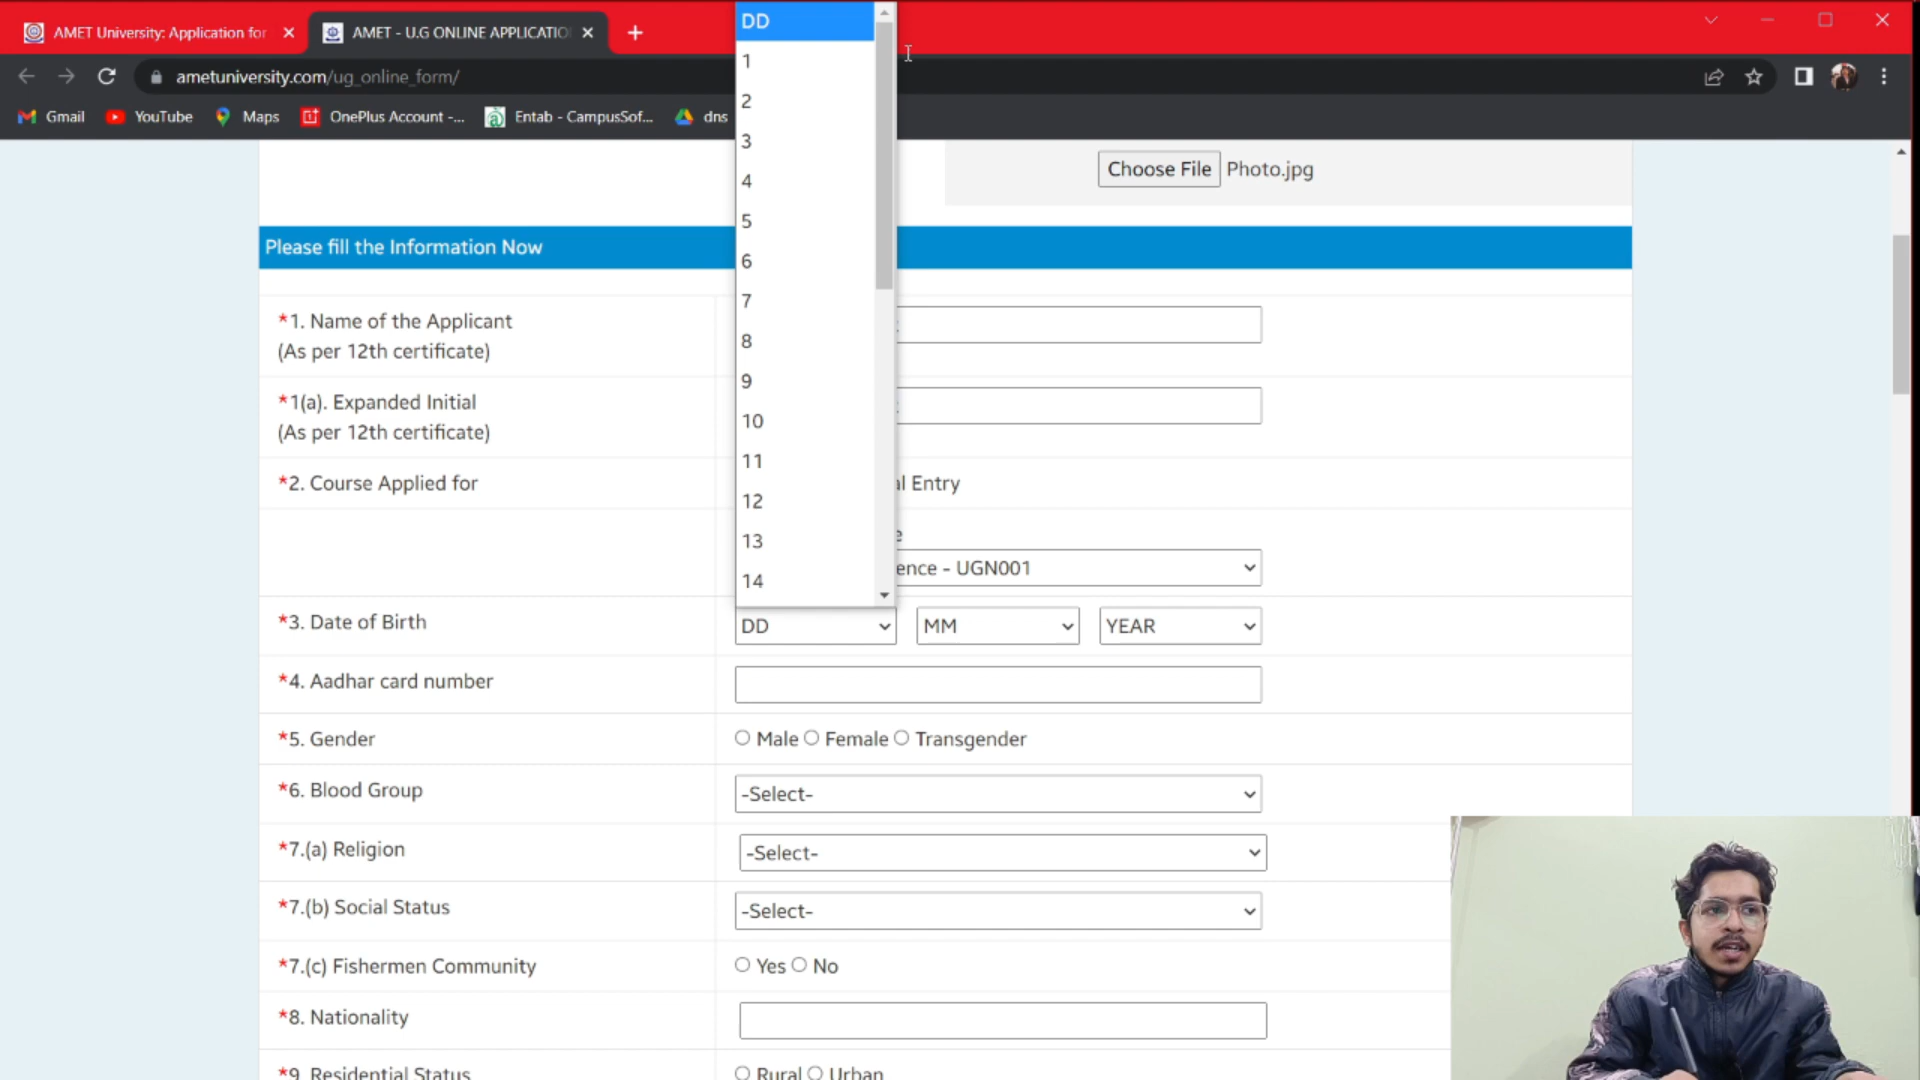 AMET University: Application for
AMET - U.G ONLINE APPLICATIO
ametuniversity.com/ug_online_form/
Gmail
YouTube
Maps
OnePlus Account -...
Entab - CampusSof...
dns
DD
1
2
3
4
5
6
7
8
9
10
11
12
13
14
Choose File Photo.jpg
Please fill the Information Now
*1. Name of the Applicant
(As per 12th certificate)
*1(a). Expanded Initial
(As per 12th certificate)
*2. Course Applied for
al Entry
e
ence - UGN001
*3. Date of Birth
DD MM YEAR
*4. Aadhar card number
*5. Gender
Male Female Transgender
*6. Blood Group
-Select-
*7.(a) Religion
-Select-
*7.(b) Social Status
-Select-
*7.(c) Fishermen Community
Yes No
*8. Nationality
*9. Residential Status
Rural Urban